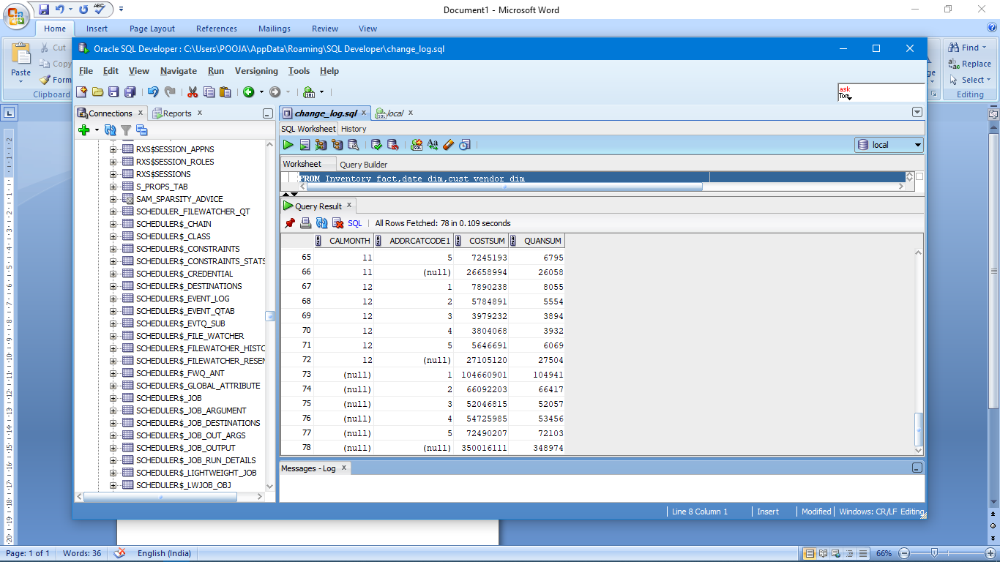 Document1 - Microsoft Word
Home Insert Page Layout References Mailings Review View
Paste
Cut
Copy
Form
Clipboard
Find
Replace
Select
Editing
Oracle SQL Developer : C:\Users\POOJA\AppData\Roaming\SQL Developer\change_log.sql
File Edit View Navigate Run Versioning Tools Help
ask
Tom
Connections Reports
RXS$SESSION_APPNS
RXS$SESSION_ROLES
RXS$SESSIONS
S_PROPS_TAB
SAM_SPARSITY_ADVICE
SCHEDULER_FILEWATCHER_QT
SCHEDULER$_CHAIN
SCHEDULER$_CLASS
SCHEDULER$_CONSTRAINTS
SCHEDULER$_CONSTRAINTS_STATS
SCHEDULER$_CREDENTIAL
SCHEDULER$_DESTINATIONS
SCHEDULER$_EVENT_LOG
SCHEDULER$_EVENT_QTAB
SCHEDULER$_EVTQ_SUB
SCHEDULER$_FILE_WATCHER
SCHEDULER$_FILEWATCHER_HISTO
SCHEDULER$_FILEWATCHER_RESEN
SCHEDULER$_FWQ_ANT
SCHEDULER$_GLOBAL_ATTRIBUTE
SCHEDULER$_JOB
SCHEDULER$_JOB_ARGUMENT
SCHEDULER$_JOB_DESTINATIONS
SCHEDULER$_JOB_OUT_ARGS
SCHEDULER$_JOB_OUTPUT
SCHEDULER$_JOB_RUN_DETAILS
SCHEDULER$_LIGHTWEIGHT_JOB
SCHEDULER$_LWJOB_OBJ
change_log.sql local
SQL Worksheet History
local
Worksheet Query Builder
FROM Inventory_fact,date_dim,cust_vendor_dim
Query Result
SQL | All Rows Fetched: 78 in 0.109 seconds
CALMONTH ADDRCATCODE1 COSTSUM QUANSUM
65 11 5 7245193 6795
66 11 (null) 26658994 26058
67 12 1 7890238 8055
68 12 2 5784891 5554
69 12 3 3979232 3894
70 12 4 3804068 3932
71 12 5 5646691 6069
72 12 (null) 27105120 27504
73 (null) 1 104660901 104941
74 (null) 2 66092203 66417
75 (null) 3 52046815 52057
76 (null) 4 54725985 53456
77 (null) 5 72490207 72103
78 (null) (null) 350016111 348974
Messages - Log
Line 8 Column 1 Insert Modified Windows: CR/LF Editing
Page: 1 of 1 Words: 36 English (India) 66%